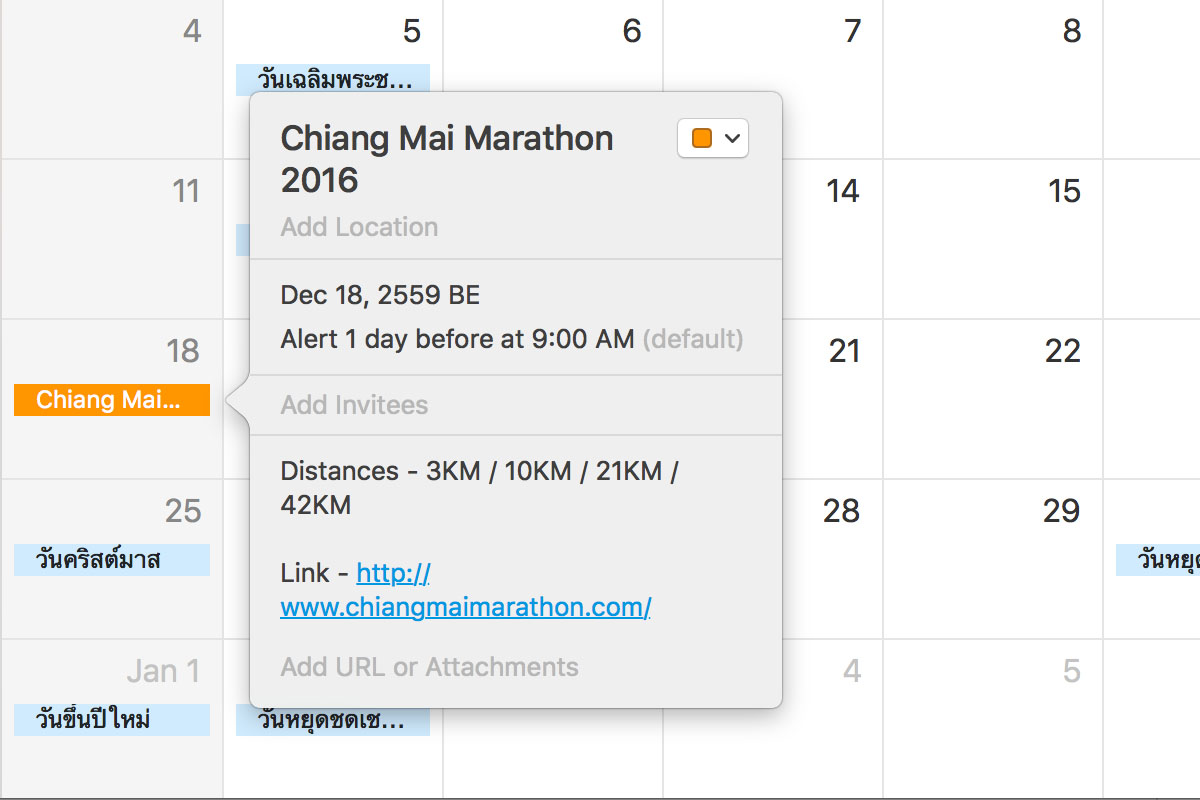 4
5
6
7
8
วันเฉลิมพระช...
Chiang Mai Marathon
2016
Add Location
11
14
15
Dec 18, 2559 BE
Alert 1 day before at 9:00 AM (default)
18
21
22
Chiang Mai...
Add Invitees
Distances - 3KM / 10KM / 21KM /
42KM
25
28
29
วันคริสต์มาส
วันหยุด
Link - http://
www.chiangmaimarathon.com/
Add URL or Attachments
Jan 1
4
5
วันขึ้นปีใหม่
วันหยุดชดเช...